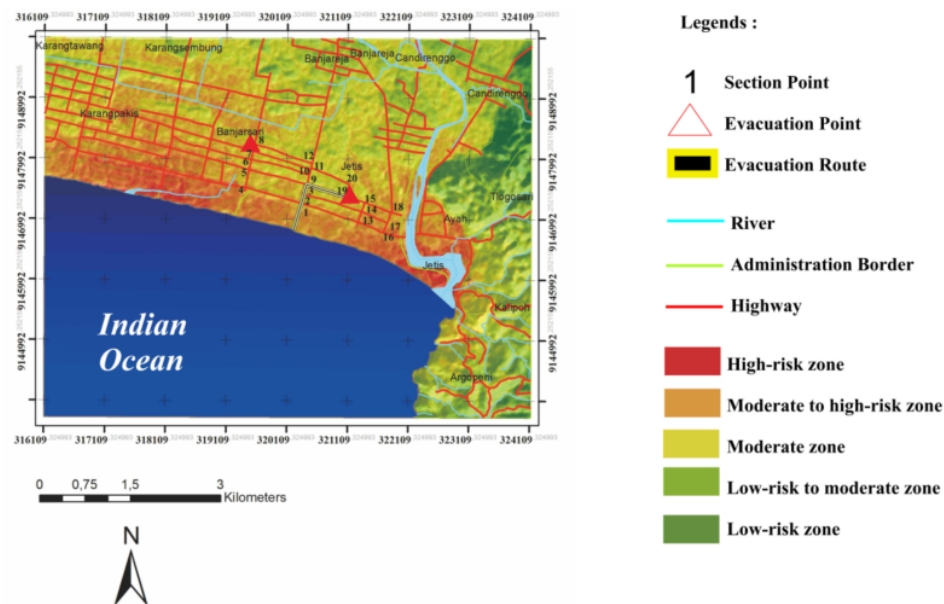 316109 317109 318109 319109 320109 321109 322109 323109 324109
Legends :
1 Section Point
Evacuation Point
Evacuation Route
River
Administration Border
Highway
High-risk zone
Moderate to high-risk zone
Moderate zone
Low-risk to moderate zone
Low-risk zone
Karangtawang
Karangsembung
Banjareja
Banjareja
Candirenggo
Candirenggo
Karangpakis
Banjarsari
8
7
6
5
4
12
11
10
9
3
2
1
Jetis
20
19
15
14
13
18
17
16
Ayah
Jetis
Kalipoh
Argopeni
Indian
Ocean
9148992
9147992
9146992
9145992
9144992
9148992
9147992
9146992
9145992
9144992
316109 317109 318109 319109 320109 321109 322109 323109 324109
0 0,75 1,5 3
Kilometers
N